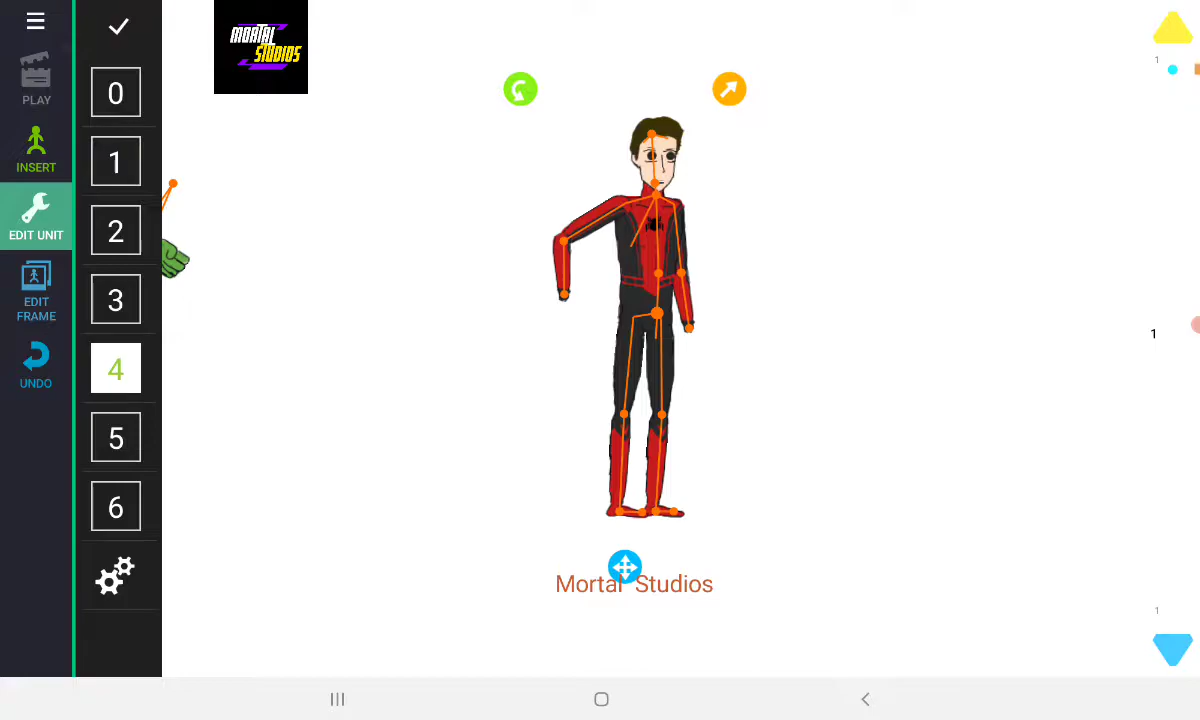 PLAY
INSERT
EDIT UNIT
EDIT
FRAME
UNDO
0
1
2
3
4
5
6
MORTAL
STUDIOS
Mortal Studios
1
1
1